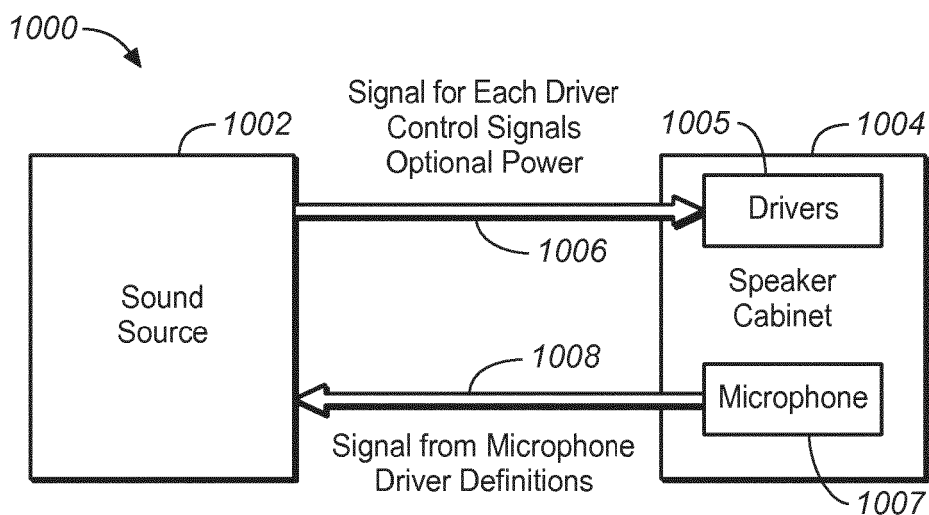 1000
1002
Signal for Each Driver
Control Signals
Optional Power
1005
1004
Drivers
1006
Sound
Source
Speaker
Cabinet
1008
Microphone
Signal from Microphone
Driver Definitions
1007